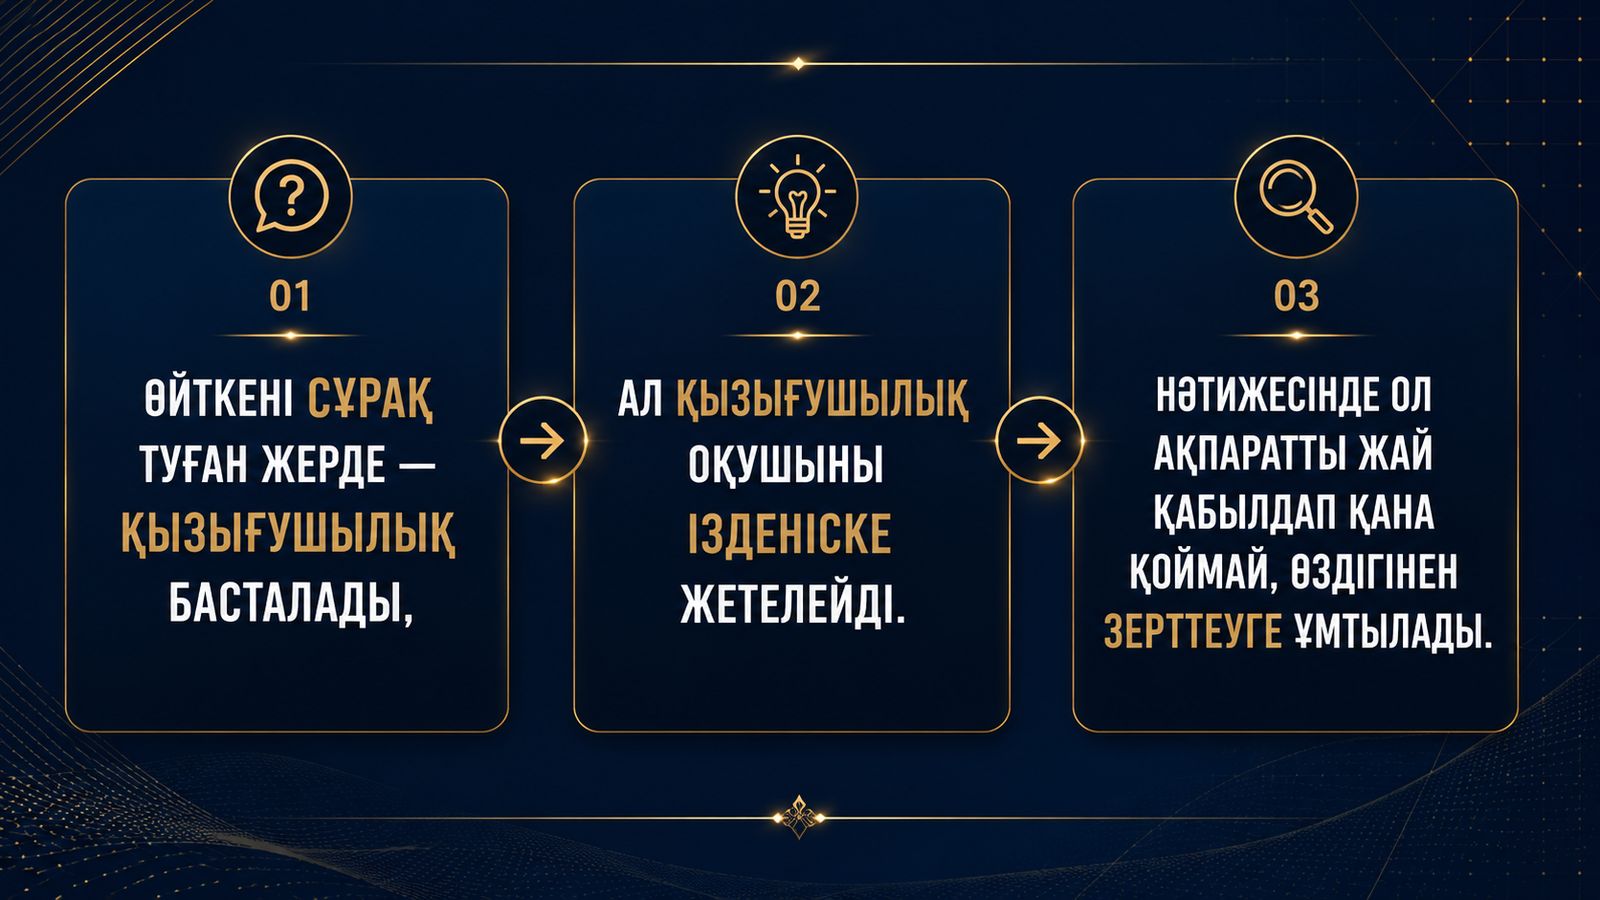 ?
01
ӨЙТКЕНІ СҰРАҚ
ТУҒАН ЖЕРДЕ —
ҚЫЗЫҒУШЫЛЫҚ
БАСТАЛАДЫ,
02
АЛ ҚЫЗЫҒУШЫЛЫҚ
ОҚУШЫНЫ
ІЗДЕНІСКЕ
ЖЕТЕЛЕЙДІ.
03
НӘТИЖЕСІНДЕ ОЛ
АҚПАРАТТЫ ЖАЙ
ҚАБЫЛДАП ҚАНА
ҚОЙМАЙ, ӨЗДІГІНЕН
ЗЕРТТЕУГЕ ҰМТЫЛАДЫ.